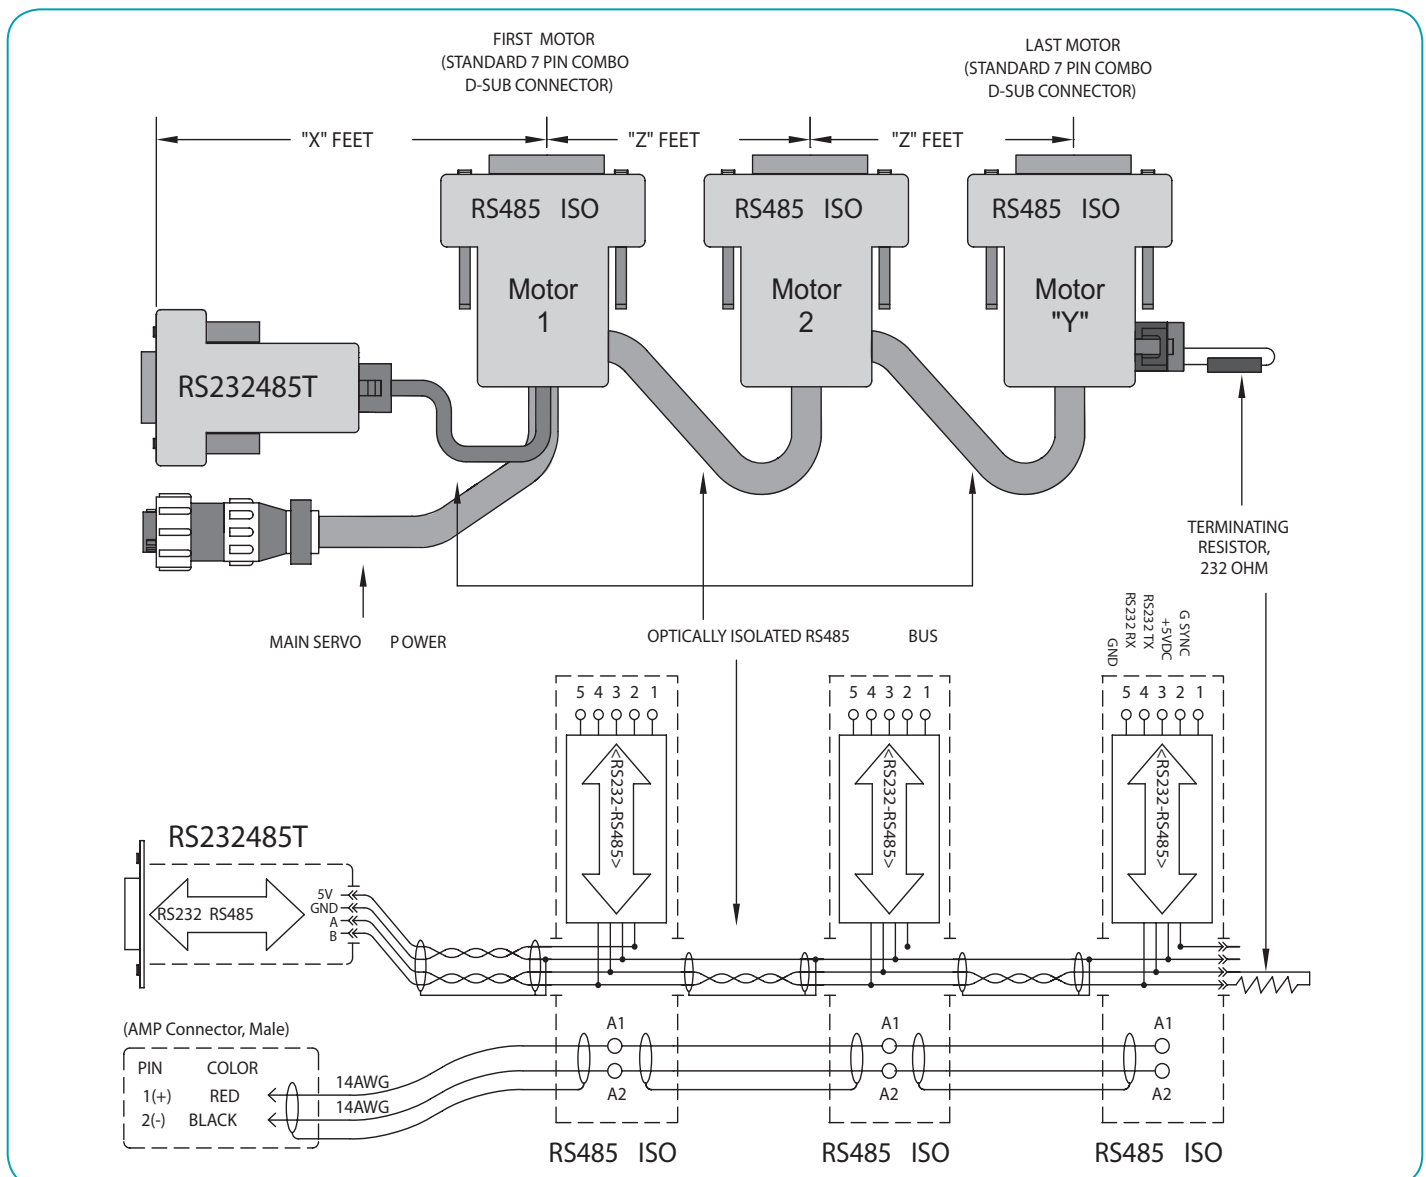 FIRST MOTOR
(STANDARD 7 PIN COMBO
D-SUB CONNECTOR)
LAST MOTOR
(STANDARD 7 PIN COMBO
D-SUB CONNECTOR)
"X" FEET
"Z" FEET
"Z" FEET
RS485 ISO
RS485 ISO
RS485 ISO
Motor
1
Motor
2
Motor
"Y"
RS232485T
TERMINATING
RESISTOR,
232 OHM
MAIN SERVO P OWER
OPTICALLY ISOLATED RS485 BUS
GND
RS232 RX
RS232 TX
+5VDC
G SYNC
5 4 3 2 1
5 4 3 2 1
5 4 3 2 1
<RS232-RS485>
<RS232-RS485>
<RS232-RS485>
RS232485T
RS232 RS485
5V
GND
A
B
(AMP Connector, Male)
PIN COLOR
1(+) RED
2(-) BLACK
14AWG
14AWG
A1
A2
A1
A2
A1
A2
RS485 ISO
RS485 ISO
RS485 ISO